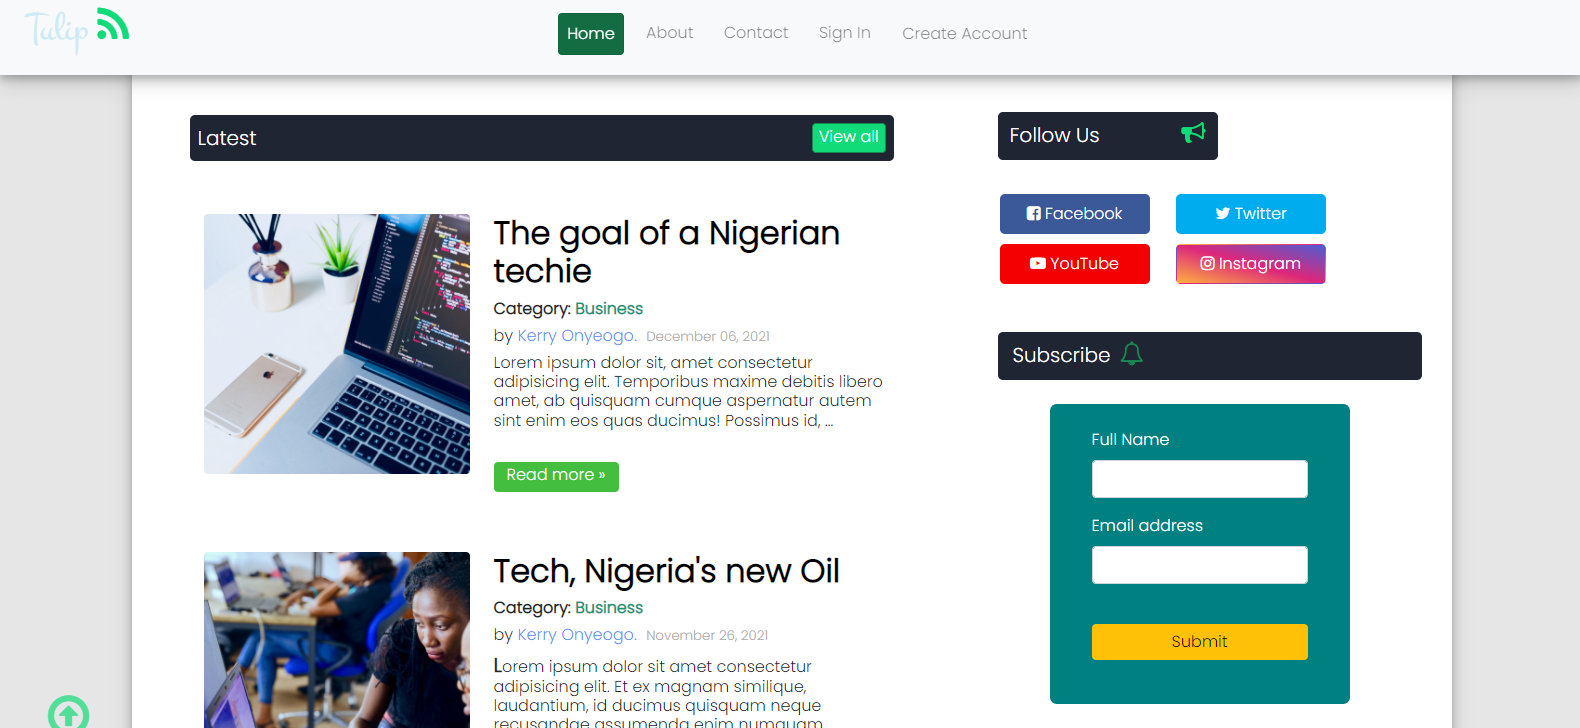 Tulip
Home
About
Contact
Sign In
Create Account
Latest
View all
The goal of a Nigerian
techie
Category: Business
by Kerry Onyeogo. December 06, 2021
Lorem ipsum dolor sit, amet consectetur
adipisicing elit. Temporibus maxime debitis libero
amet, ab quisquam cumque aspernatur autem
sint enim eos quas ducimus! Possimus id, ...
Read more »
Tech, Nigeria's new Oil
Category: Business
by Kerry Onyeogo. November 26, 2021
Lorem ipsum dolor sit amet consectetur
adipisicing elit. Et ex magnam similique,
laudantium, id ducimus quisquam neque
recusandae assumenda enim numquam
Follow Us
Facebook
Twitter
YouTube
Instagram
Subscribe
Full Name
Email address
Submit